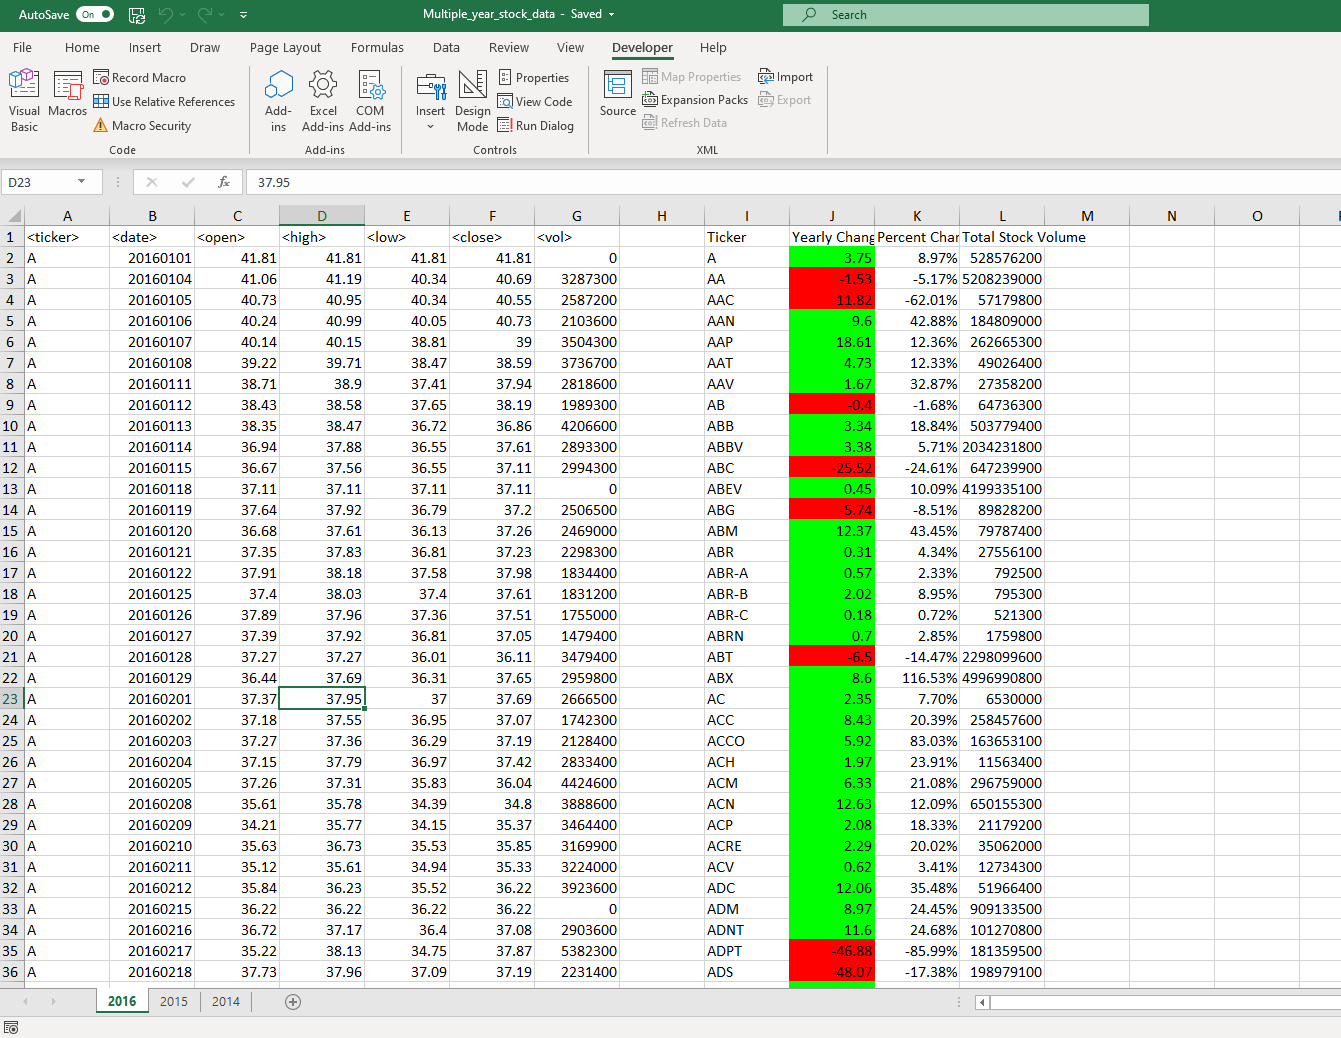 AutoSave On Multiple_year_stock_data - Saved Search
File Home Insert Draw Page Layout Formulas Data Review View Developer Help
Visual Basic Macros Record Macro Use Relative References Macro Security Code
Add-ins Excel Add-ins COM Add-ins Add-ins
Insert Design Mode Properties View Code Run Dialog Controls
Source Map Properties Expansion Packs Refresh Data Import Export XML
D23 fx 37.95
A B C D E F G H I J K L M N O
1 <ticker> <date> <open> <high> <low> <close> <vol> Ticker Yearly Chang Percent Char Total Stock Volume
2 A 20160101 41.81 41.81 41.81 41.81 0 A 3.75 8.97% 528576200
3 A 20160104 41.06 41.19 40.34 40.69 3287300 AA -1.53 -5.17% 5208239000
4 A 20160105 40.73 40.95 40.34 40.55 2587200 AAC -11.82 -62.01% 57179800
5 A 20160106 40.24 40.99 40.05 40.73 2103600 AAN 9.6 42.88% 184809000
6 A 20160107 40.14 40.15 38.81 39 3504300 AAP 18.61 12.36% 262665300
7 A 20160108 39.22 39.71 38.47 38.59 3736700 AAT 4.73 12.33% 49026400
8 A 20160111 38.71 38.9 37.41 37.94 2818600 AAV 1.67 32.87% 27358200
9 A 20160112 38.43 38.58 37.65 38.19 1989300 AB -0.4 -1.68% 64736300
10 A 20160113 38.35 38.47 36.72 36.86 4206600 ABB 3.34 18.84% 503779400
11 A 20160114 36.94 37.88 36.55 37.61 2893300 ABBV 3.38 5.71% 2034231800
12 A 20160115 36.67 37.56 36.55 37.11 2994300 ABC -25.52 -24.61% 647239900
13 A 20160118 37.11 37.11 37.11 37.11 0 ABEV 0.45 10.09% 4199335100
14 A 20160119 37.64 37.92 36.79 37.2 2506500 ABG -5.74 -8.51% 89828200
15 A 20160120 36.68 37.61 36.13 37.26 2469000 ABM 12.37 43.45% 79787400
16 A 20160121 37.35 37.83 36.81 37.23 2298300 ABR 0.31 4.34% 27556100
17 A 20160122 37.91 38.18 37.58 37.98 1834400 ABR-A 0.57 2.33% 792500
18 A 20160125 37.4 38.03 37.4 37.61 1831200 ABR-B 2.02 8.95% 795300
19 A 20160126 37.89 37.96 37.36 37.51 1755000 ABR-C 0.18 0.72% 521300
20 A 20160127 37.39 37.92 36.81 37.05 1479400 ABRN 0.7 2.85% 1759800
21 A 20160128 37.27 37.27 36.01 36.11 3479400 ABT -6.5 -14.47% 2298099600
22 A 20160129 36.44 37.69 36.31 37.65 2959800 ABX 8.6 116.53% 4996990800
23 A 20160201 37.37 37.95 37 37.69 2666500 AC 2.35 7.70% 6530000
24 A 20160202 37.18 37.55 36.95 37.07 1742300 ACC 8.43 20.39% 258457600
25 A 20160203 37.27 37.36 36.29 37.19 2128400 ACCO 5.92 83.03% 163653100
26 A 20160204 37.15 37.79 36.97 37.42 2833400 ACH 1.97 23.91% 11563400
27 A 20160205 37.26 37.31 35.83 36.04 4424600 ACM 6.33 21.08% 296759000
28 A 20160208 35.61 35.78 34.39 34.8 3888600 ACN 12.63 12.09% 650155300
29 A 20160209 34.21 35.77 34.15 35.37 3464400 ACP 2.08 18.33% 21179200
30 A 20160210 35.63 36.73 35.53 35.85 3169900 ACRE 2.29 20.02% 35062000
31 A 20160211 35.12 35.61 34.94 35.33 3224000 ACV 0.62 3.41% 12734300
32 A 20160212 35.84 36.23 35.52 36.22 3923600 ADC 12.06 35.48% 51966400
33 A 20160215 36.22 36.22 36.22 36.22 0 ADM 8.97 24.45% 909133500
34 A 20160216 36.72 37.17 36.4 37.08 2903600 ADNT 11.6 24.68% 101270800
35 A 20160217 35.22 38.13 34.75 37.87 5382300 ADPT -46.88 -85.99% 181359500
36 A 20160218 37.73 37.96 37.09 37.19 2231400 ADS -48.07 -17.38% 198979100
2016 2015 2014